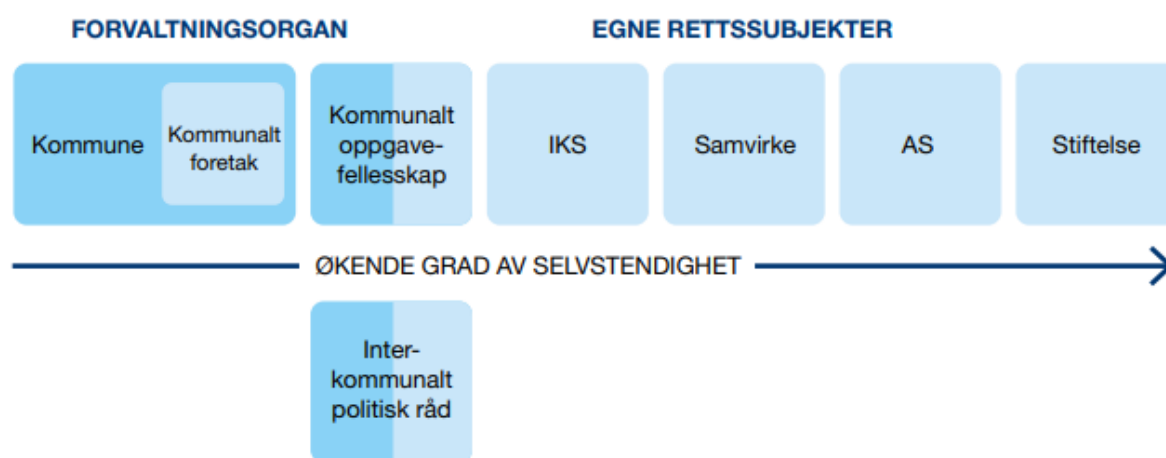 FORVALTNINGSORGAN
EGNE RETTSSUBJEKTER
Kommune
Kommunalt
foretak
Kommunalt
oppgave-
fellesskap
IKS
Samvirke
AS
Stiftelse
ØKENDE GRAD AV SELVSTENDIGHET
Inter-
kommunalt
politisk råd